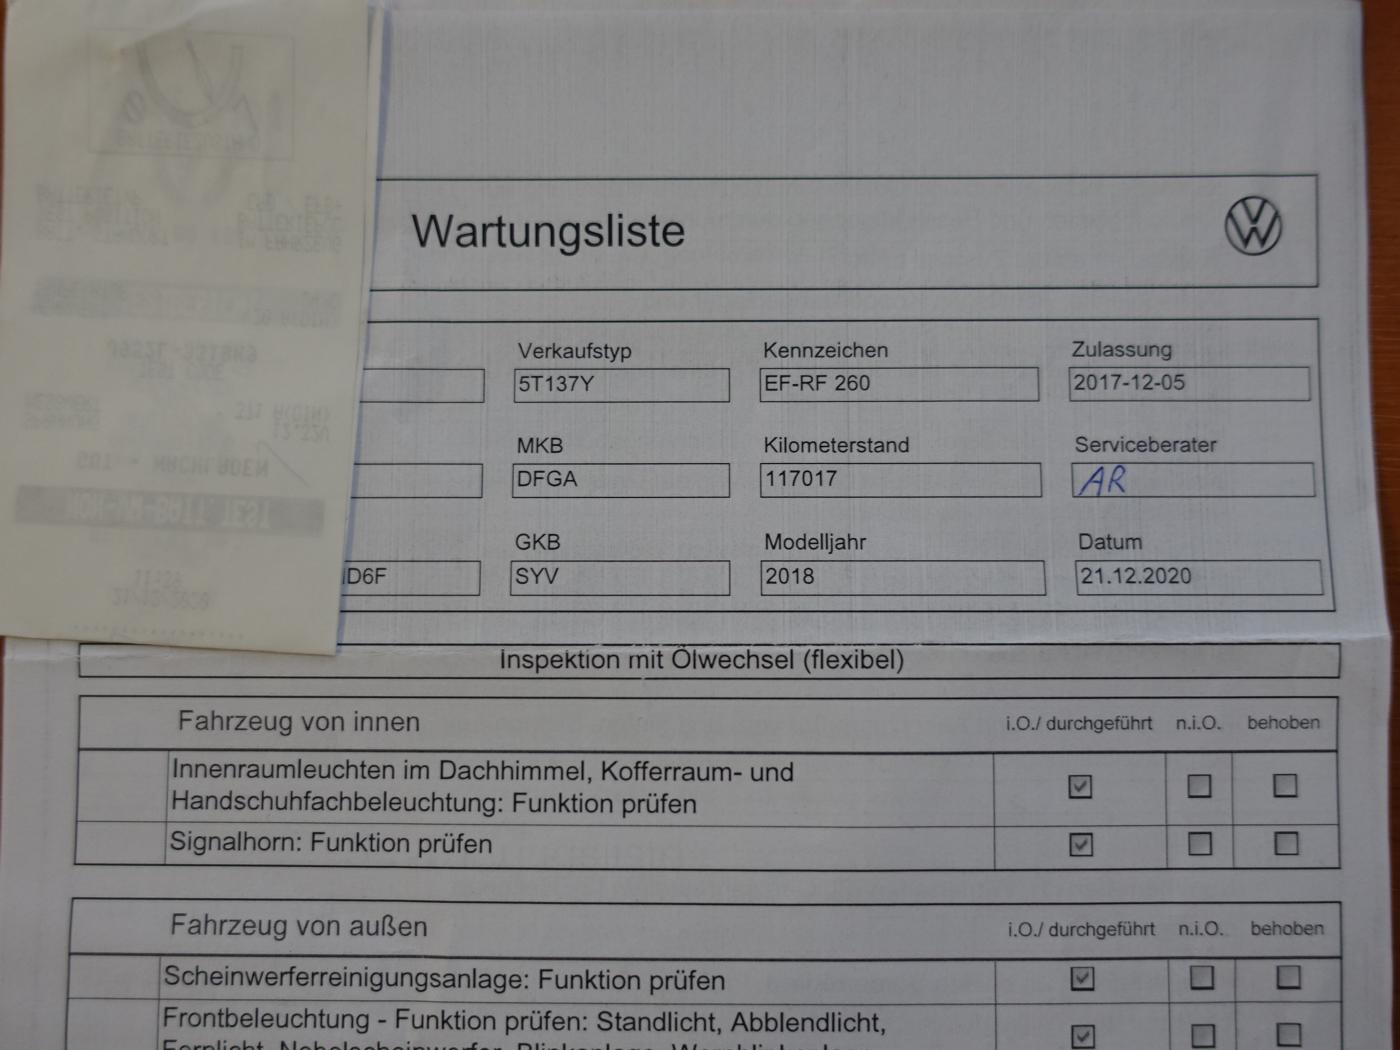 Wartungsliste
Verkaufstyp Kennzeichen Zulassung
5T137Y EF-RF 260 2017-12-05
MKB Kilometerstand Serviceberater
DFGA 117017 AR
GKB Modelljahr Datum
D6F SYV 2018 21.12.2020
Inspektion mit Ölwechsel (flexibel)
Fahrzeug von innen i.O./ durchgeführt n.i.O. behoben
Innenraumleuchten im Dachhimmel, Kofferraum- und
Handschuhfachbeleuchtung: Funktion prüfen
Signalhorn: Funktion prüfen
Fahrzeug von außen i.O./ durchgeführt n.i.O. behoben
Scheinwerferreinigungsanlage: Funktion prüfen
Frontbeleuchtung - Funktion prüfen: Standlicht, Abblendlicht,